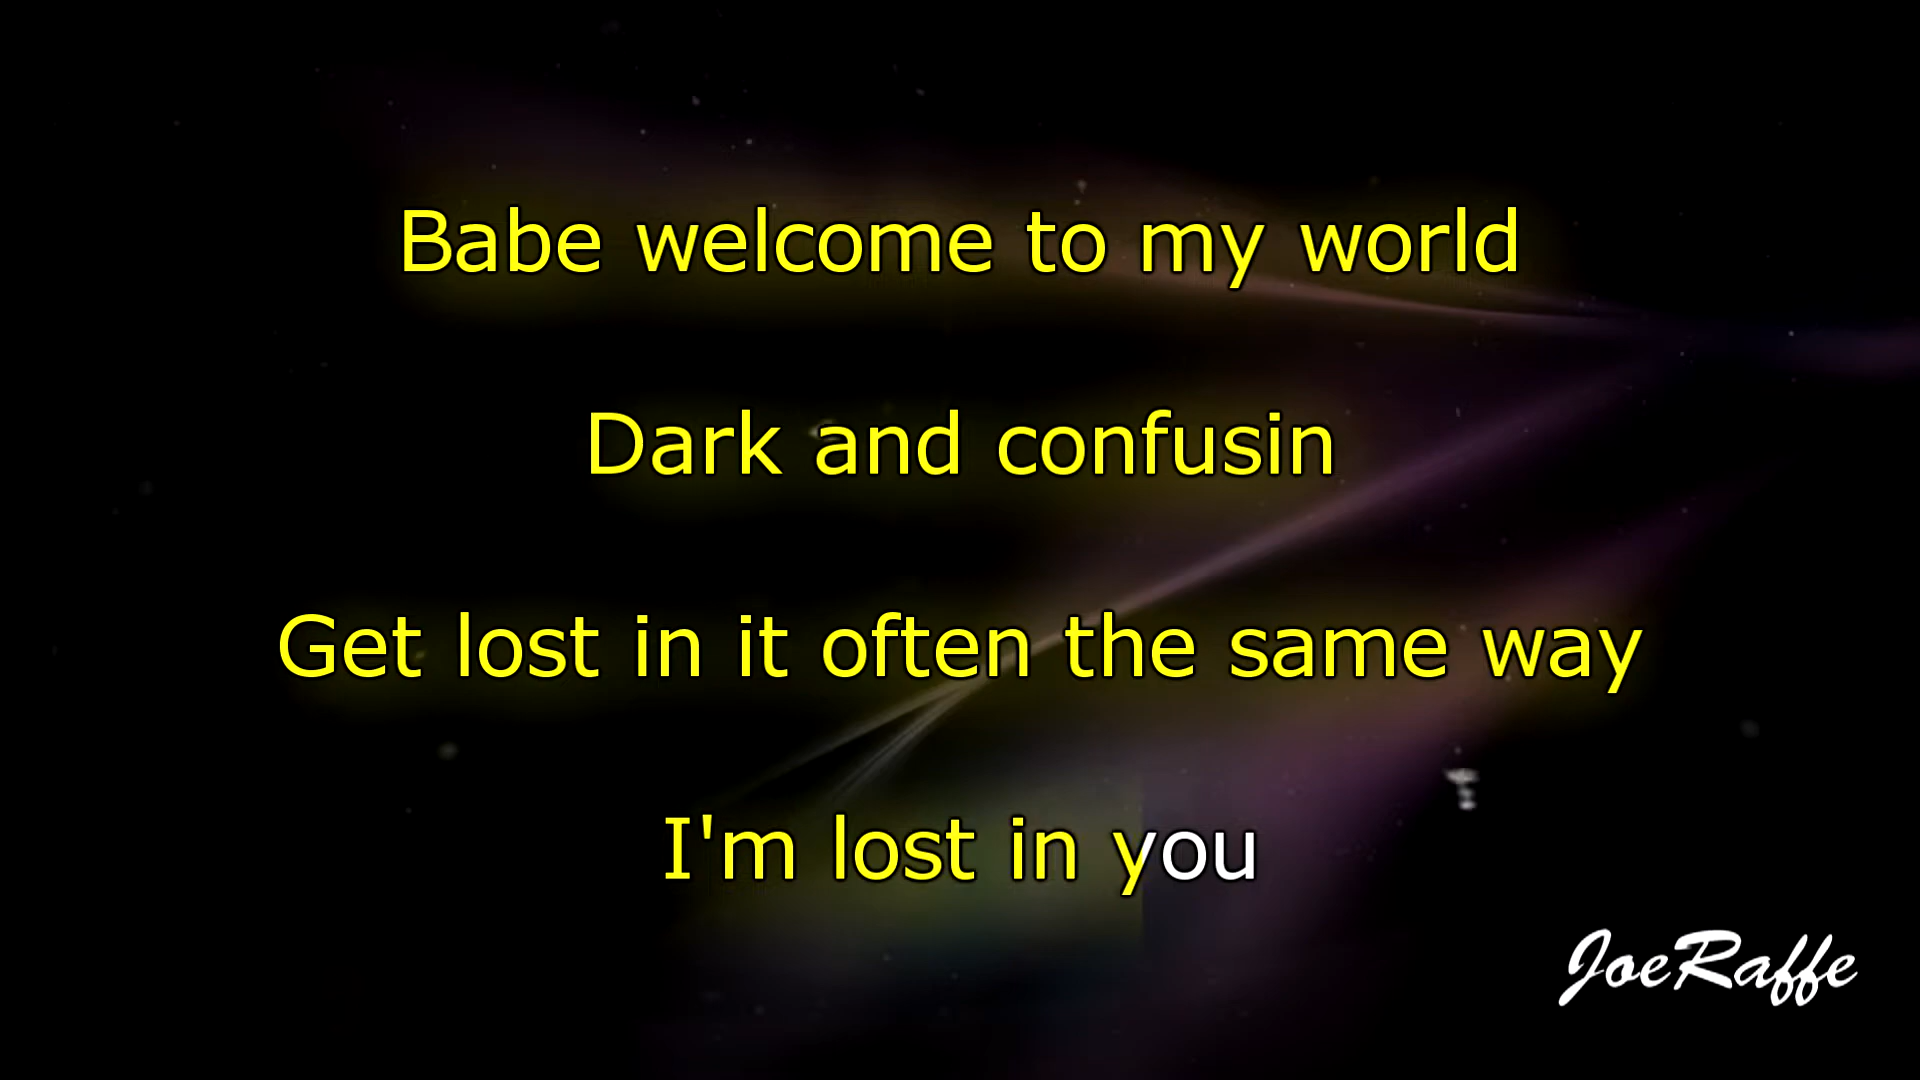 Babe welcome to my world
Dark and confusin
Get lost in it often the same way
I'm lost in you
JoeRaffe